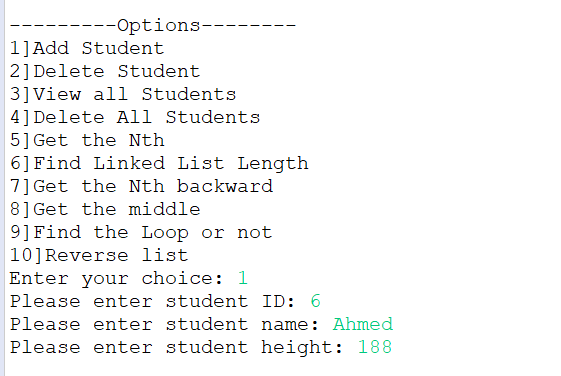 ---------Options--------
1]Add Student
2]Delete Student
3]View all Students
4]Delete All Students
5]Get the Nth
6]Find Linked List Length
7]Get the Nth backward
8]Get the middle
9]Find the Loop or not
10]Reverse list
Enter your choice: 1
Please enter student ID: 6
Please enter student name: Ahmed
Please enter student height: 188